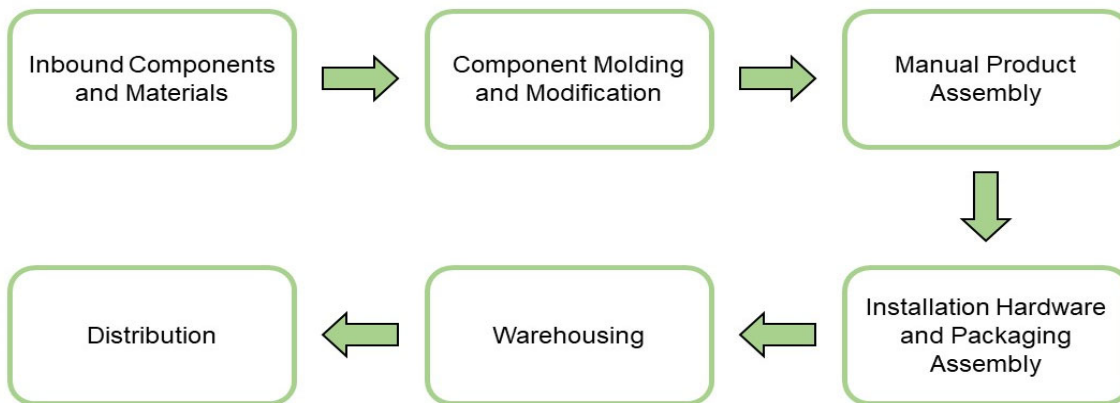 Inbound Components
and Materials
Component Molding
and Modification
Manual Product
Assembly
Installation Hardware
and Packaging
Assembly
Warehousing
Distribution